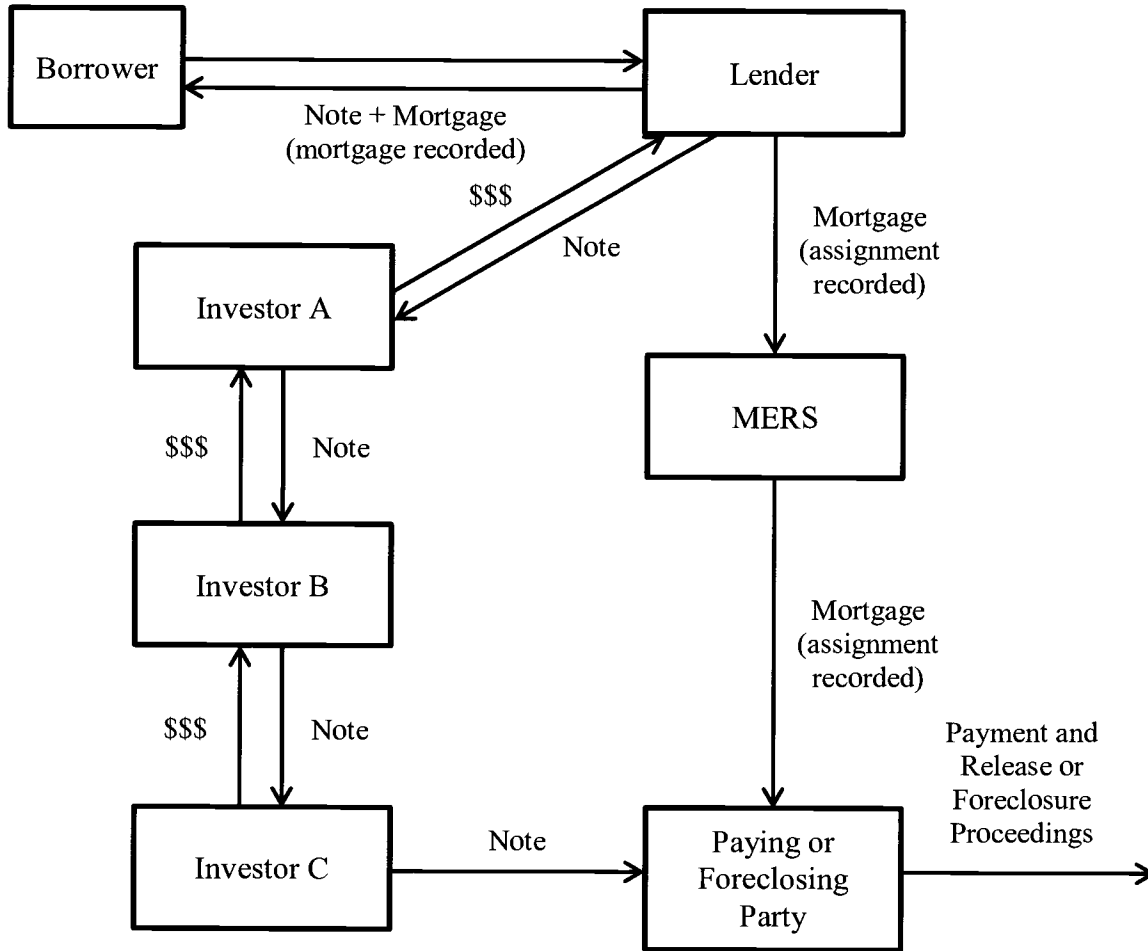 Borrower
Lender
Note + Mortgage
(mortgage recorded)
$$$
Note
Mortgage
(assignment
recorded)
Investor A
MERS
$$$
Note
Investor B
Mortgage
(assignment
recorded)
$$$
Note
Payment and
Release or
Foreclosure
Proceedings
Investor C
Note
Paying or
Foreclosing
Party